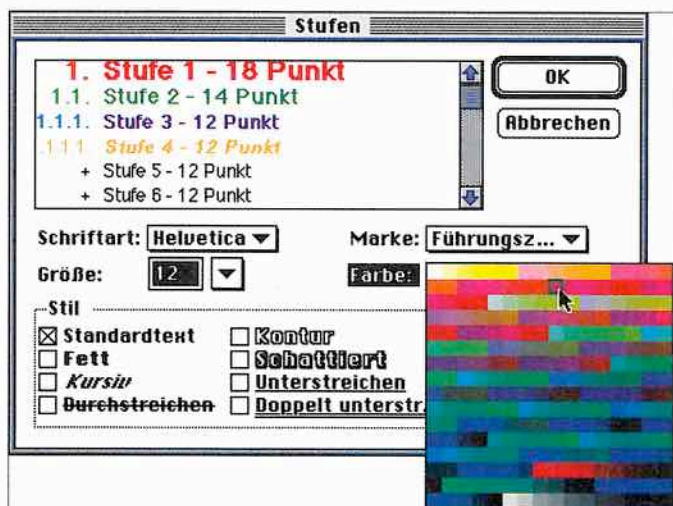 Stufen
1. Stufe 1 - 18 Punkt
1.1. Stufe 2 - 14 Punkt
1.1.1. Stufe 3 - 12 Punkt
.1.1.1 Stufe 4 - 12 Punkt
+ Stufe 5 - 12 Punkt
+ Stufe 6 - 12 Punkt
OK
Abbrechen
Schriftart: Helvetica
Marke: Führungsz...
Größe: 12
Farbe:
Stil
Standardtext
Kontur
Fett
Schattiert
Kursiv
Unterstreichen
Durchstreichen
Doppelt unterstr.